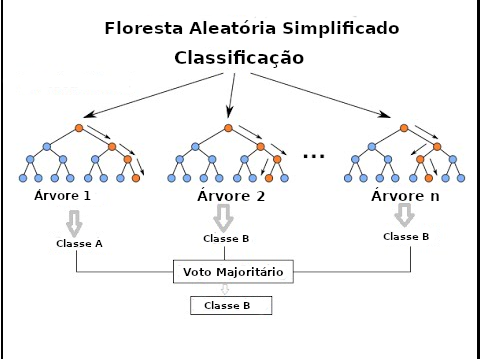 Floresta Aleatória Simplificado
Classificação
...
Árvore 1
Árvore 2
Árvore n
Classe A
Classe B
Classe B
Voto Majoritário
Classe B